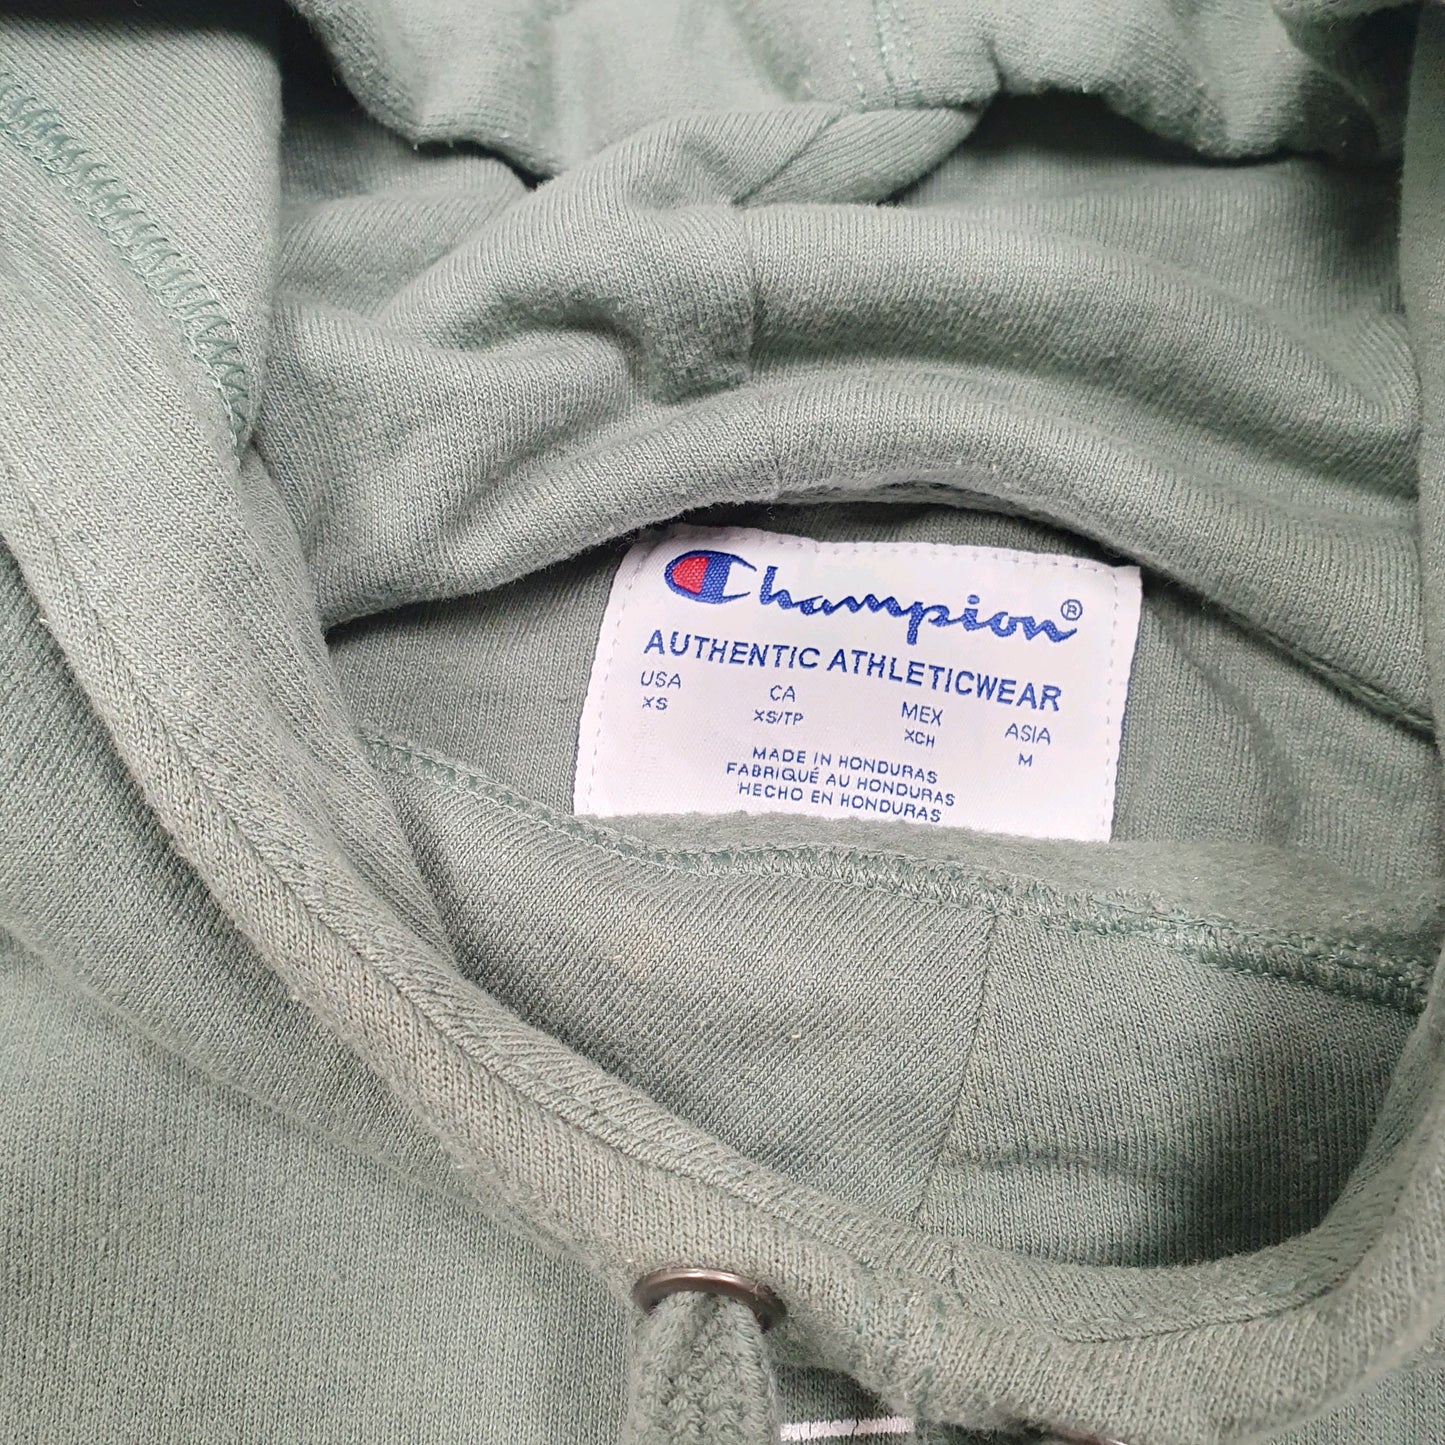 Champion®
AUTHENTIC ATHLETICWEAR
USA CA MEX ASIA
XS XS/TP XCH M
MADE IN HONDURAS
FABRIQUÉ AU HONDURAS
HECHO EN HONDURAS